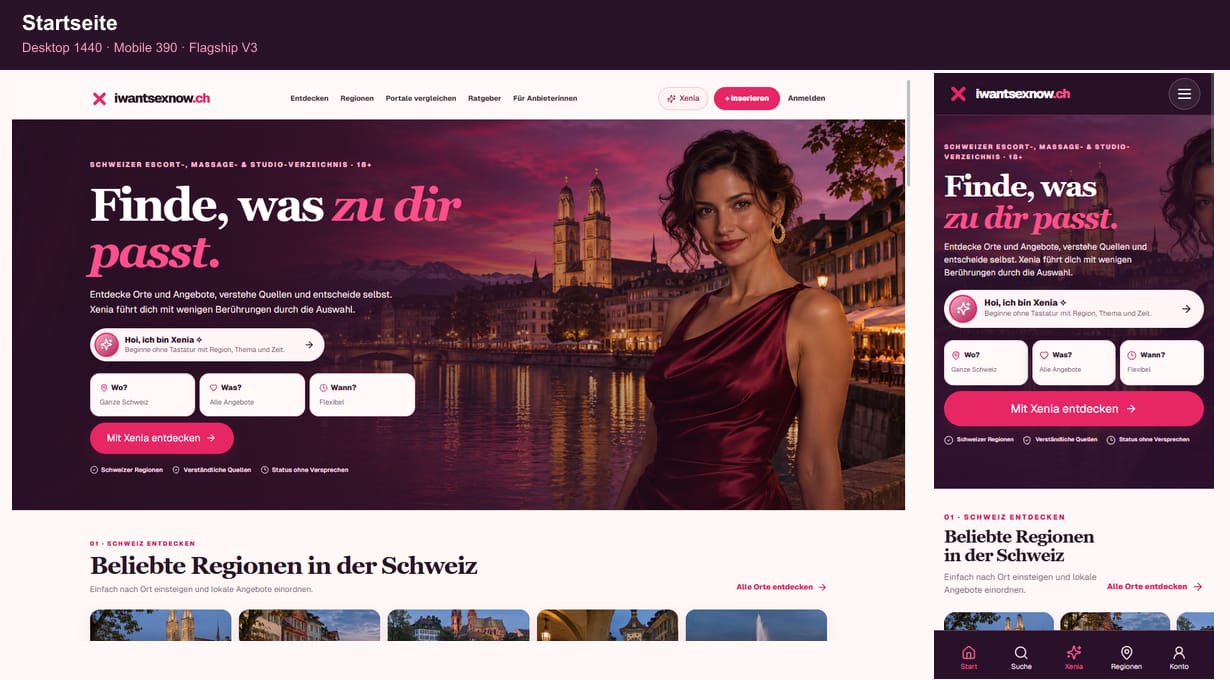 Startseite
Desktop 1440 · Mobile 390 · Flagship V3
iwantsexnow.ch
Entdecken Regionen Portale vergleichen Ratgeber Für Anbieterinnen
Xenia
+ Inserieren
Anmelden
SCHWEIZER ESCORT-, MASSAGE- & STUDIO-VERZEICHNIS · 18+
Finde, was zu dir
passt.
Entdecke Orte und Angebote, verstehe Quellen und entscheide selbst.
Xenia führt dich mit wenigen Berührungen durch die Auswahl.
Hoi, ich bin Xenia
Beginne ohne Tastatur mit Region, Thema und Zeit.
Wo?
Ganze Schweiz
Was?
Alle Angebote
Wann?
Flexibel
Mit Xenia entdecken →
Schweizer Regionen Verständliche Quellen Status ohne Versprechen
01 · SCHWEIZ ENTDECKEN
Beliebte Regionen in der Schweiz
Einfach nach Ort einsteigen und lokale Angebote einordnen.
Alle Orte entdecken →
iwantsexnow.ch
SCHWEIZER ESCORT-, MASSAGE- & STUDIO-
VERZEICHNIS · 18+
Finde, was
zu dir passt.
Entdecke Orte und Angebote, verstehe Quellen und
entscheide selbst. Xenia führt dich mit wenigen
Berührungen durch die Auswahl.
Hoi, ich bin Xenia
Beginne ohne Tastatur mit Region, Thema und Zeit.
Wo?
Ganze Schweiz
Was?
Alle Angebote
Wann?
Flexibel
Mit Xenia entdecken →
Schweizer Regionen Verständliche Quellen Status ohne Versprechen
01 · SCHWEIZ ENTDECKEN
Beliebte Regionen
in der Schweiz
Einfach nach Ort einsteigen und lokale
Angebote einordnen.
Alle Orte entdecken →
Start Suche Xenia Regionen Konto